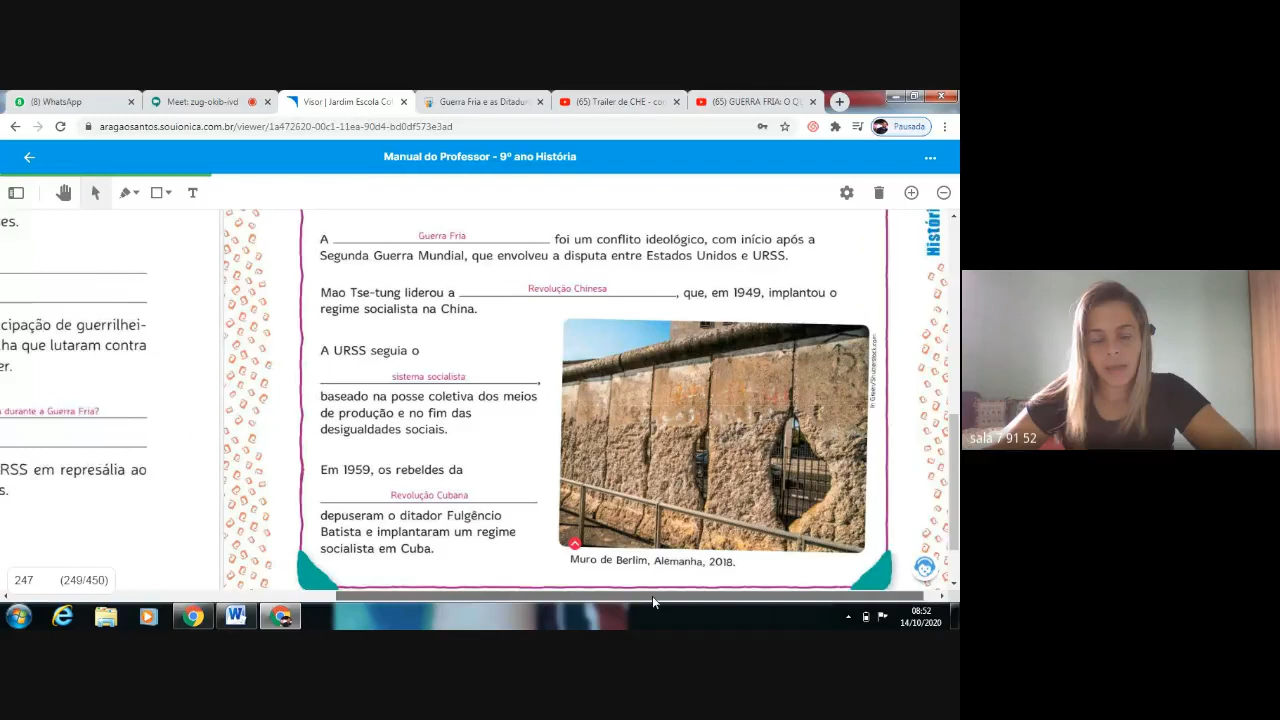 (8) WhatsApp
Meet: zug-okib-ivd
Visor | Jardim Escola Col
Guerra Fria e as Ditadur
(65) Trailer de CHE - con
(65) GUERRA FRIA: O QU
aragaosantos.souionica.com.br/viewer/1a472620-00c1-11ea-90d4-bd0df573e3ad
Pausada
Manual do Professor - 9º ano História
T
es.
cipação de guerrilhei-
ha que lutaram contra
er.
durante a Guerra Fria?
RSS em represália ao
s.
Históri
A Guerra Fria foi um conflito ideológico, com início após a
Segunda Guerra Mundial, que envolveu a disputa entre Estados Unidos e URSS.
Mao Tse-tung liderou a Revolução Chinesa, que, em 1949, implantou o
regime socialista na China.
A URSS seguia o
sistema socialista,
baseado na posse coletiva dos meios
de produção e no fim das
desigualdades sociais.
Em 1959, os rebeldes da
Revolução Cubana
depuseram o ditador Fulgêncio
Batista e implantaram um regime
socialista em Cuba.
Muro de Berlim, Alemanha, 2018.
247 (249/450)
08:52
14/10/2020
sala 7 91 52